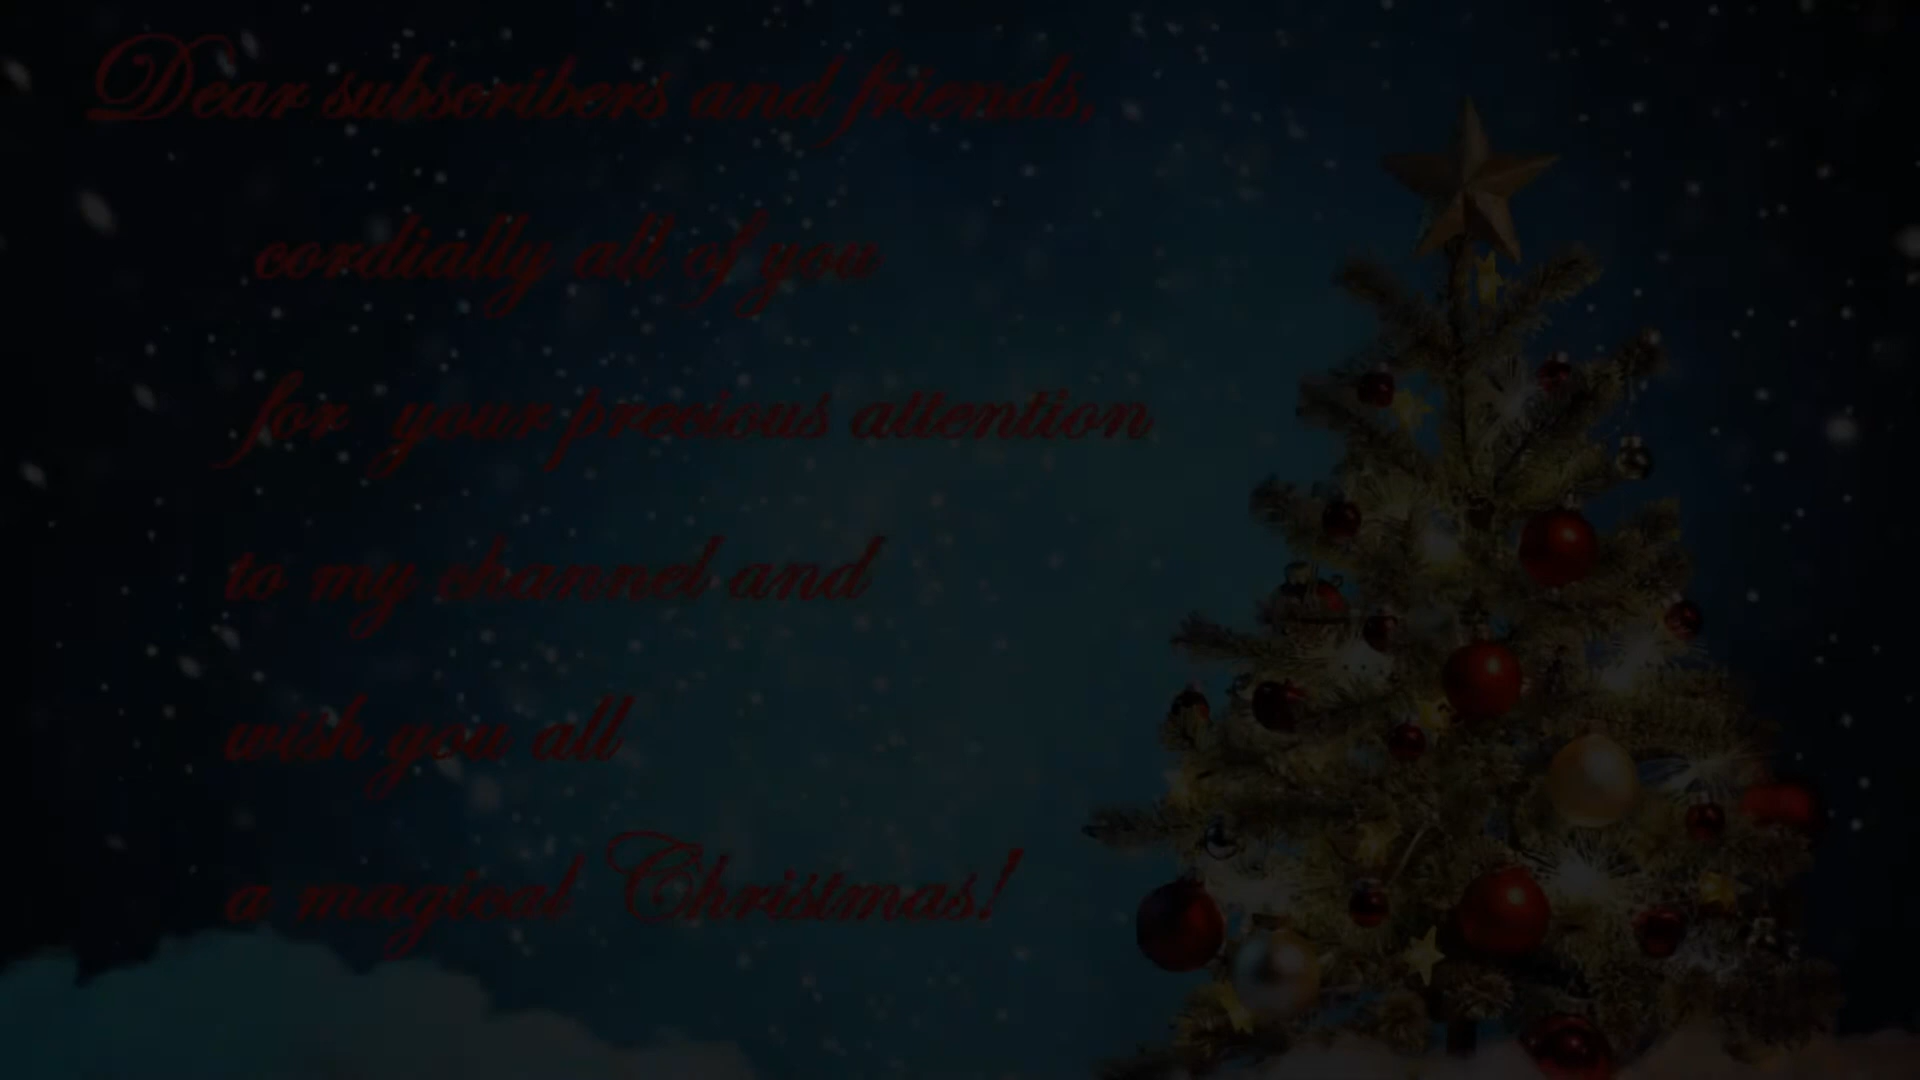 Dear subscribers and friends,
cordially all of you
for your precious attention
to my channel and
wish you all
a magical Christmas!